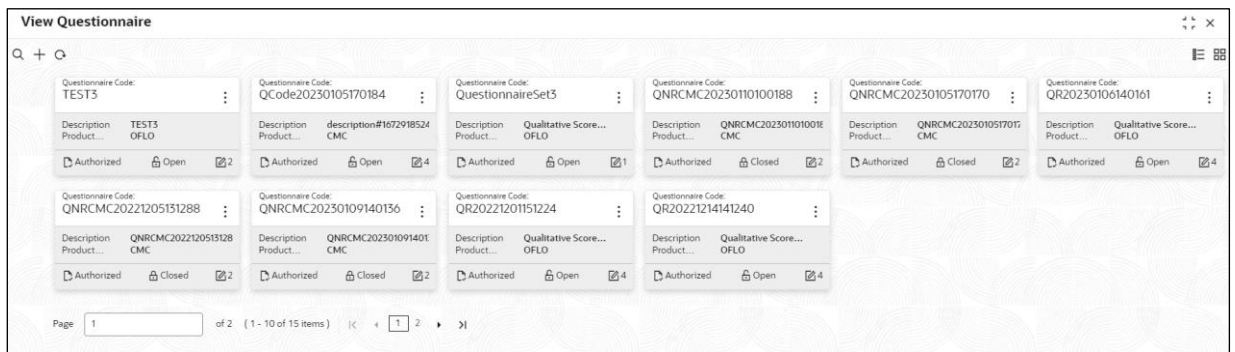 View Questionnaire
Questionnaire Code: Questionnaire Code: Questionnaire Code: Questionnaire Code: Questionnaire Code: Questionnaire Code:
TEST3 QCode20230105170184 QuestionnaireSet3 QNRCMC20230110100188 QNRCMC20230105170170 QR20230106140161
Description TEST3 Description description#1672918524 Description Qualitative Score... Description QNRCMC2023011010018 Description QNRCMC2023010517017 Description Qualitative Score...
Product... OFLO Product... CMC Product... OFLO Product... CMC Product... CMC Product... OFLO
Authorized Open 2 Authorized Open 4 Authorized Open 1 Authorized Closed 2 Authorized Closed 2 Authorized Open 4
Questionnaire Code: Questionnaire Code: Questionnaire Code: Questionnaire Code:
QNRCMC20221205131288 QNRCMC20230109140136 QR20221201151224 QR20221214141240
Description QNRCMC2022120513128 Description QNRCMC202301091401 Description Qualitative Score... Description Qualitative Score...
Product... CMC Product... CMC Product... OFLO Product... OFLO
Authorized Closed 2 Authorized Closed 2 Authorized Open 4 Authorized Open 4
Page 1 of 2 (1 - 10 of 15 items) 1 2